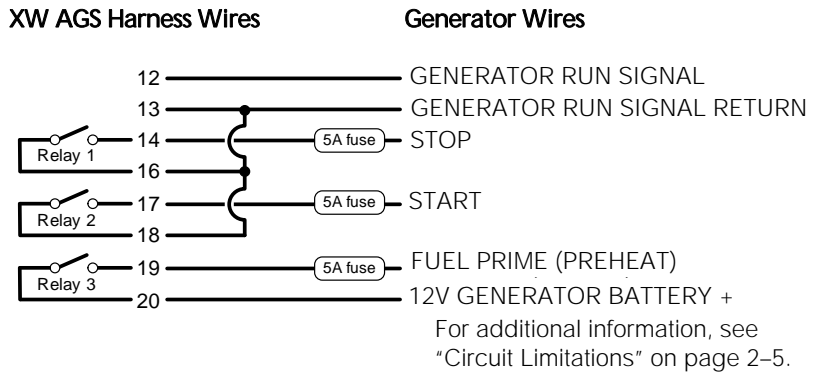 XW AGS Harness Wires Generator Wires
12 GENERATOR RUN SIGNAL
13 GENERATOR RUN SIGNAL RETURN
14 5A fuse STOP
Relay 1
16
17 5A fuse START
Relay 2
18
19 5A fuse FUEL PRIME (PREHEAT)
Relay 3
20 12V GENERATOR BATTERY +
For additional information, see
"Circuit Limitations" on page 2–5.